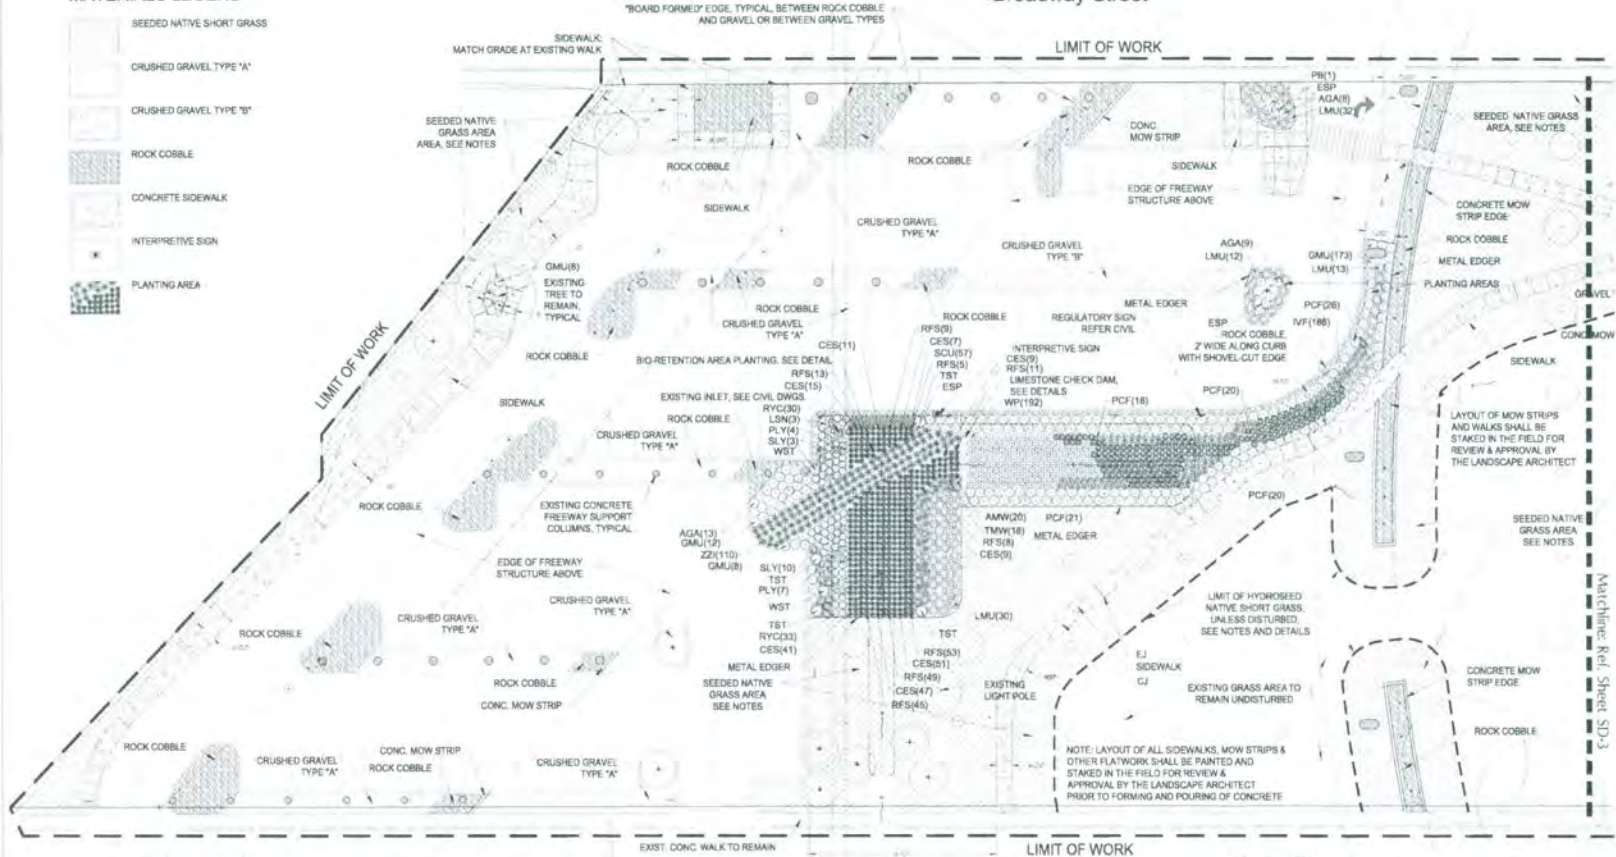 "BOARD FORMED" EDGE, TYPICAL, BETWEEN ROCK COBBLE
AND GRAVEL OR BETWEEN GRAVEL TYPES
SEEDED NATIVE SHORT GRASS
CRUSHED GRAVEL TYPE "A"
CRUSHED GRAVEL TYPE "B"
ROCK COBBLE
CONCRETE SIDEWALK
INTERPRETIVE SIGN
PLANTING AREA
SIDEWALK:
MATCH GRADE AT EXISTING WALK
LIMIT OF WORK
SEEDED NATIVE
GRASS AREA
AREA, SEE NOTES
ROCK COBBLE
SIDEWALK
ROCK COBBLE
CONC.
MOW STRIP
PB(1)
ESP
AGA(8)
LMU(32)
SIDEWALK
EDGE OF FREEWAY
STRUCTURE ABOVE
SEEDED NATIVE GRASS
AREA, SEE NOTES
CONCRETE MOW
STRIP EDGE
ROCK COBBLE
METAL EDGER
PLANTING AREAS
GRAVEL
CONC MOW
SIDEWALK
CRUSHED GRAVEL
TYPE "A"
CRUSHED GRAVEL
TYPE "B"
AGA(9)
LMU(12)
GMU(173)
LMU(13)
METAL EDGER
PCF(26)
IVF(186)
ESP
ROCK COBBLE,
2' WIDE ALONG CURB
WITH SHOVEL-CUT EDGE
REGULATORY SIGN
REFER CIVIL
GMU(6)
EXISTING
TREE TO
REMAIN,
TYPICAL
LIMIT OF WORK
ROCK COBBLE
ROCK COBBLE
CRUSHED GRAVEL
TYPE "A"
CES(11)
BIO-RETENTION AREA PLANTING, SEE DETAIL
RFS(13)
CES(15)
EXISTING INLET, SEE CIVIL DWGS.
RYC(30)
LSN(3)
PLY(4)
SLY(3)
WST
ROCK COBBLE
ROCK COBBLE
RFS(9)
CES(7)
SCU(57)
RFS(5)
TST
ESP
INTERPRETIVE SIGN
CES(9)
RFS(11)
LIMESTONE CHECK DAM,
SEE DETAILS
WP(192)
PCF(18)
PCF(20)
SIDEWALK
CRUSHED GRAVEL
TYPE "A"
LAYOUT OF MOW STRIPS
AND WALKS SHALL BE
STAKED IN THE FIELD FOR
REVIEW & APPROVAL BY
THE LANDSCAPE ARCHITECT
ROCK COBBLE
EXISTING CONCRETE
FREEWAY SUPPORT
COLUMNS, TYPICAL
PCF(20)
AMW(20)
TMW(18)
RFS(8)
CES(9)
PCF(21)
METAL EDGER
SEEDED NATIVE
GRASS AREA
SEE NOTES
AGA(13)
GMU(12)
ZZI(110)
GMU(8)
EDGE OF FREEWAY
STRUCTURE ABOVE
SLY(10)
TST
PLY(7)
WST
TST
RYC(33)
CES(41)
METAL EDGER
SEEDED NATIVE
GRASS AREA
SEE NOTES
CRUSHED GRAVEL
TYPE "A"
CRUSHED GRAVEL
TYPE "A"
ROCK COBBLE
LMU(30)
TST
RFS(53)
CES(51)
RFS(49)
CES(47)
RFS(45)
EXISTING
LIGHT POLE
LIMIT OF HYDROSEED
NATIVE SHORT GRASS,
UNLESS DISTURBED,
SEE NOTES AND DETAILS
EJ
SIDEWALK
CJ
EXISTING GRASS AREA TO
REMAIN UNDISTURBED
CONCRETE MOW
STRIP EDGE
ROCK COBBLE
Matchline: Ref. Sheet SD-3
ROCK COBBLE
CONC. MOW STRIP
ROCK COBBLE
CRUSHED GRAVEL
TYPE "A"
CONC. MOW STRIP
ROCK COBBLE
CRUSHED GRAVEL
TYPE "A"
NOTE: LAYOUT OF ALL SIDEWALKS, MOW STRIPS &
OTHER FLATWORK SHALL BE PAINTED AND
STAKED IN THE FIELD FOR REVIEW &
APPROVAL BY THE LANDSCAPE ARCHITECT
PRIOR TO FORMING AND POURING OF CONCRETE
EXIST. CONC. WALK TO REMAIN
LIMIT OF WORK